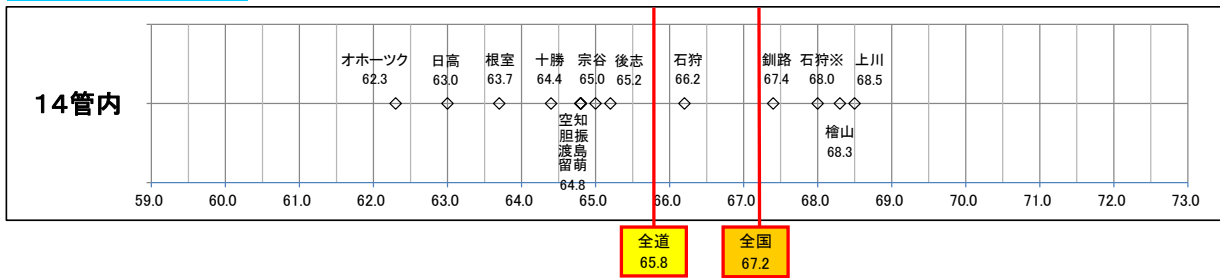 オホーツク
62.3
日高
63.0
根室
63.7
十勝
64.4
宗谷
65.0
後志
65.2
石狩
66.2
釧路
67.4
石狩※
68.0
上川
68.5
14管内
空知
胆振
渡島
留萌
64.8
檜山
68.3
59.0 60.0 61.0 62.0 63.0 64.0 65.0 66.0 67.0 68.0 69.0 70.0 71.0 72.0 73.0
全道
65.8
全国
67.2